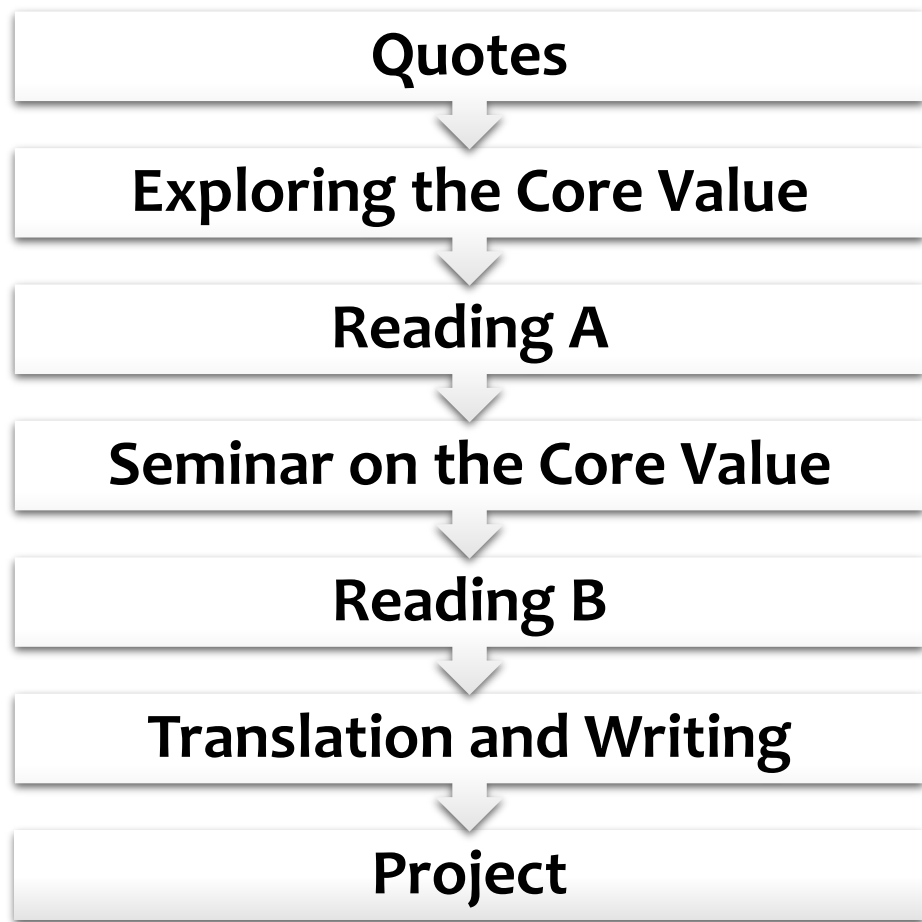 Quotes
Exploring the Core Value
Reading A
Seminar on the Core Value
Reading B
Translation and Writing
Project